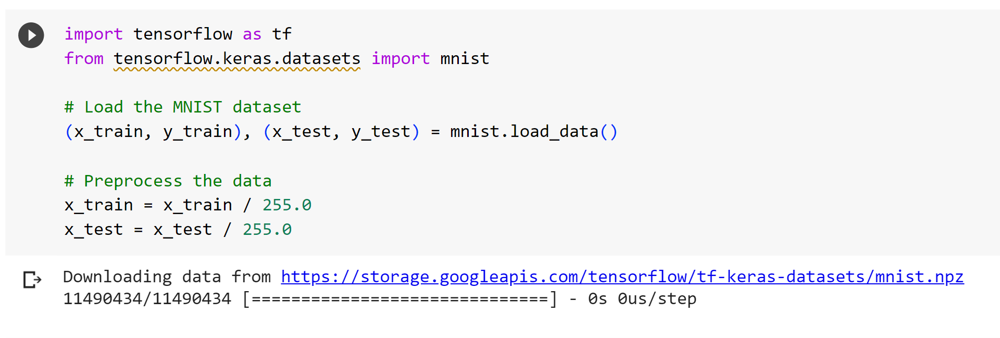 import tensorflow as tf
from tensorflow.keras.datasets import mnist
# Load the MNIST dataset
(x_train, y_train), (x_test, y_test) = mnist.load_data()
# Preprocess the data
x_train = x_train / 255.0
x_test = x_test / 255.0
Downloading data from https://storage.googleapis.com/tensorflow/tf-keras-datasets/mnist.npz
11490434/11490434 [==============================] - 0s 0us/step